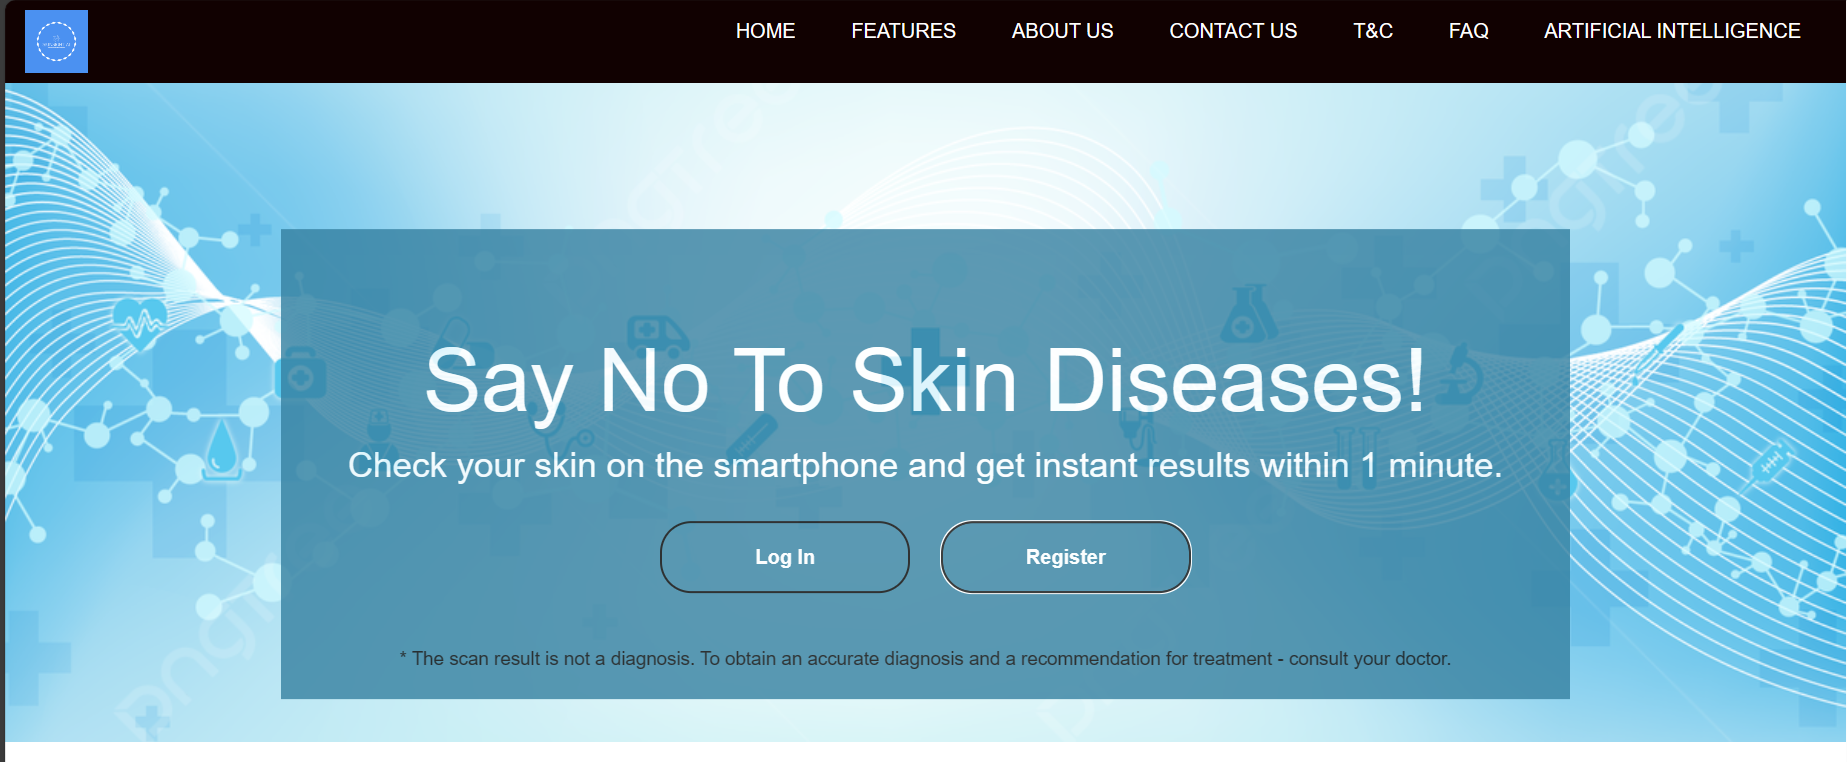 HOME FEATURES ABOUT US CONTACT US T&C FAQ ARTIFICIAL INTELLIGENCE
Say No To Skin Diseases!
Check your skin on the smartphone and get instant results within 1 minute.
Log In Register
* The scan result is not a diagnosis. To obtain an accurate diagnosis and a recommendation for treatment - consult your doctor.